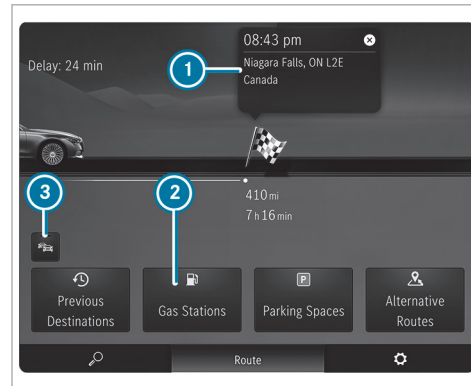 08:43 pm
Delay: 24 min
1
Niagara Falls, ON L2E
Canada
3
2
410 mi
7 h 16 min
P
Previous
Destinations
Gas Stations
Parking Spaces
Alternative
Routes
Route